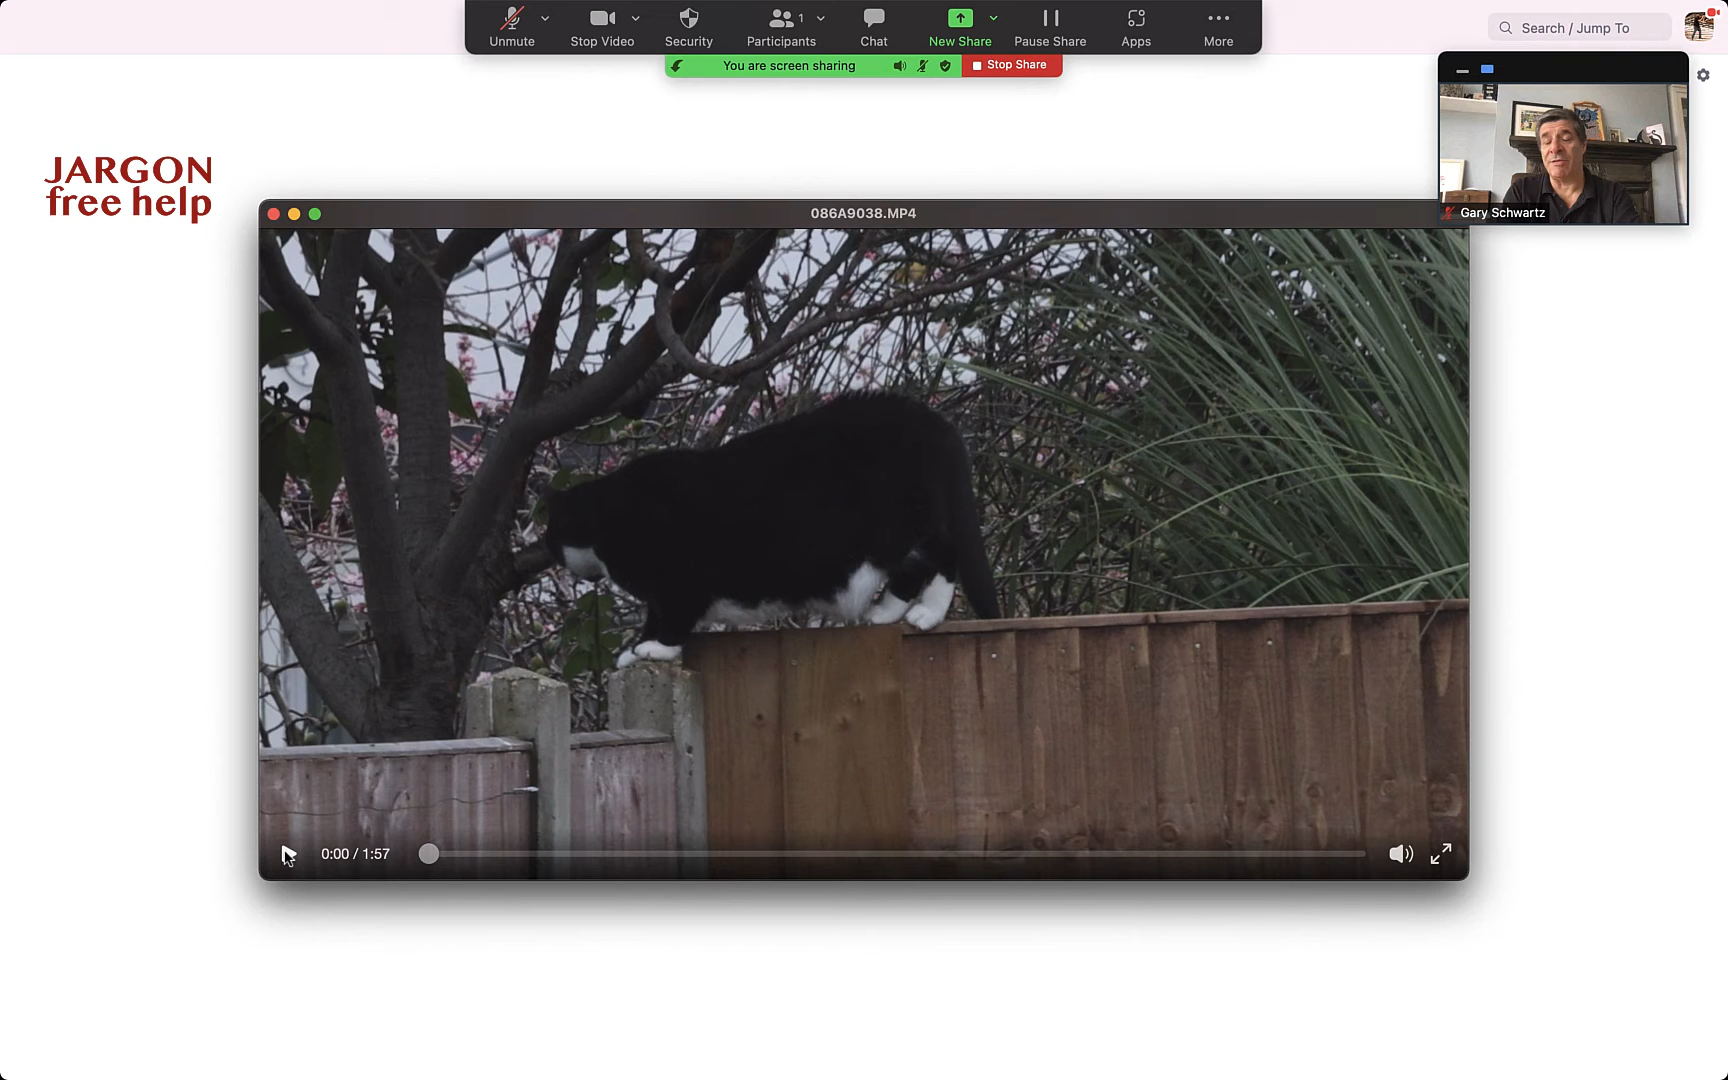 Unmute
Stop Video
Security
Participants
1
Chat
New Share
Pause Share
Apps
More
Search / Jump To
You are screen sharing
Stop Share
JARGON
free help
Gary Schwartz
086A9038.MP4
0:00 / 1:57